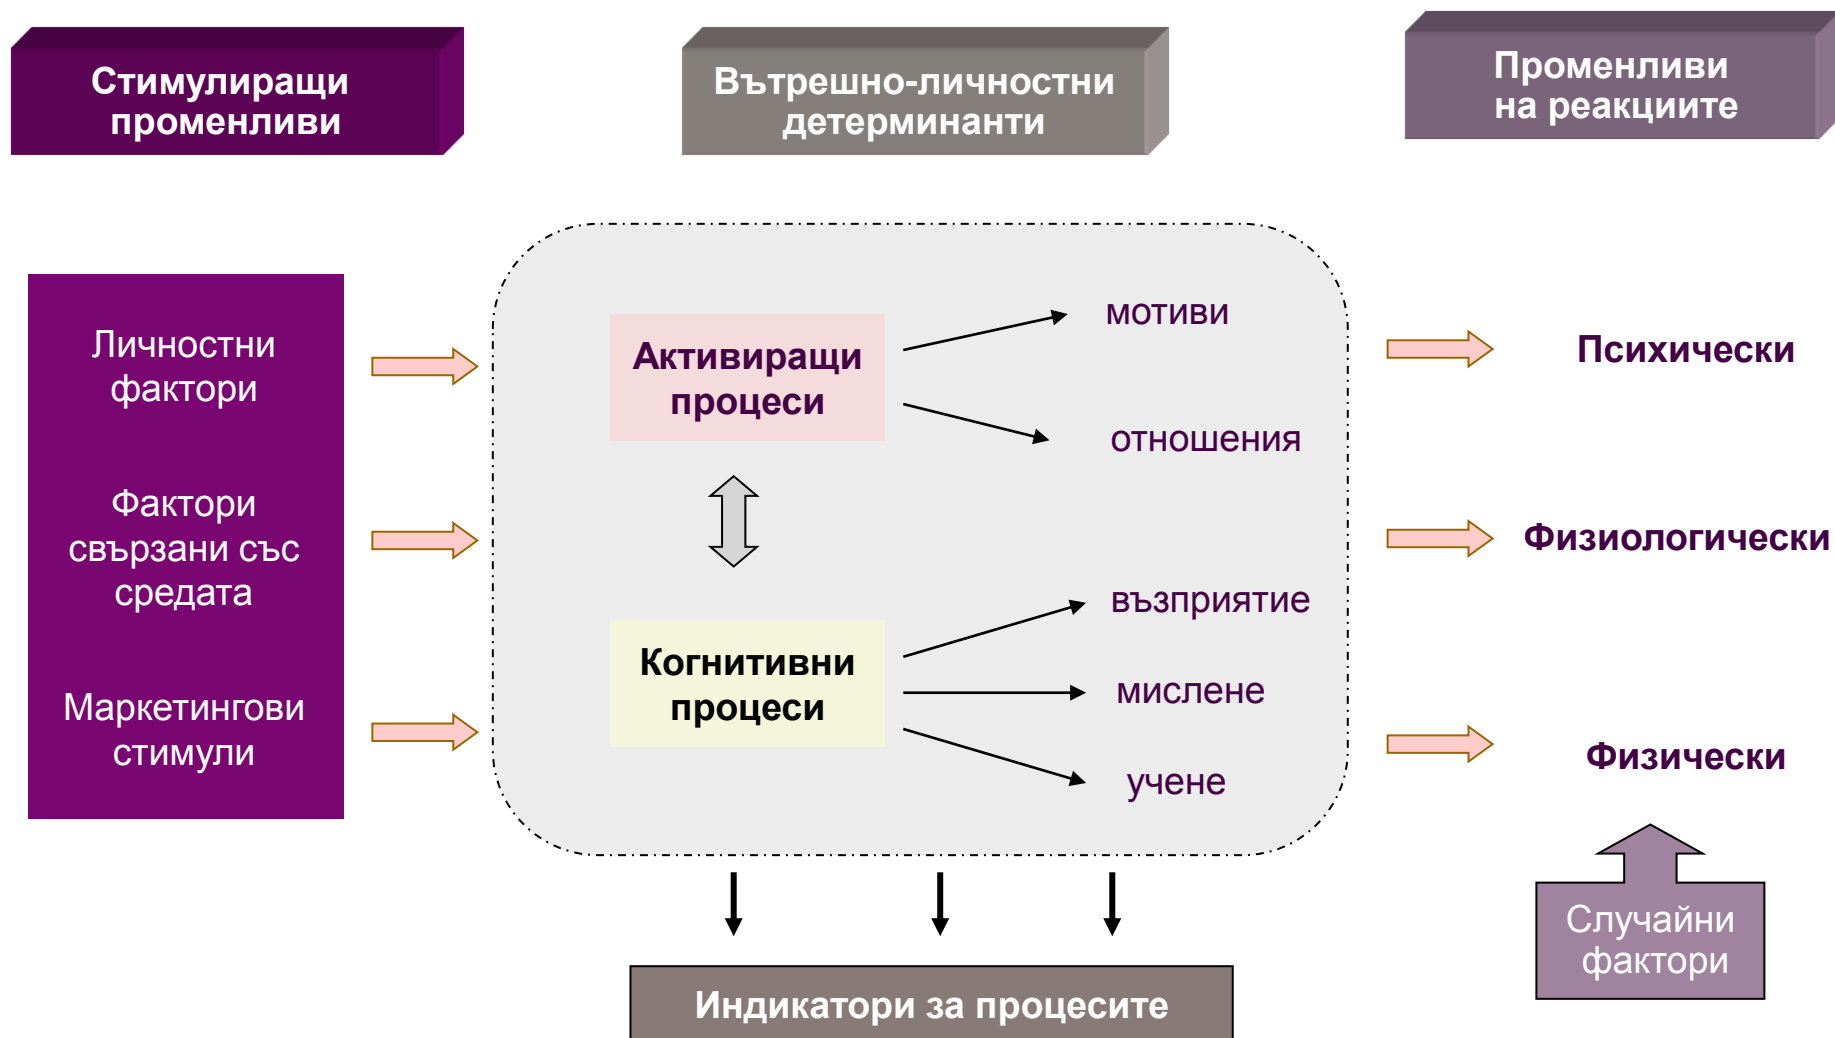 Стимулиращи
променливи
Вътрешно-личностни
детерминанти
Променливи
на реакциите
Личностни
фактори
Фактори
свързани със
средата
Маркетингови
стимули
Активиращи
процеси
мотиви
отношения
Когнитивни
процеси
възприятие
мислене
учене
Психически
Физиологически
Физически
Случайни
фактори
Индикатори за процесите